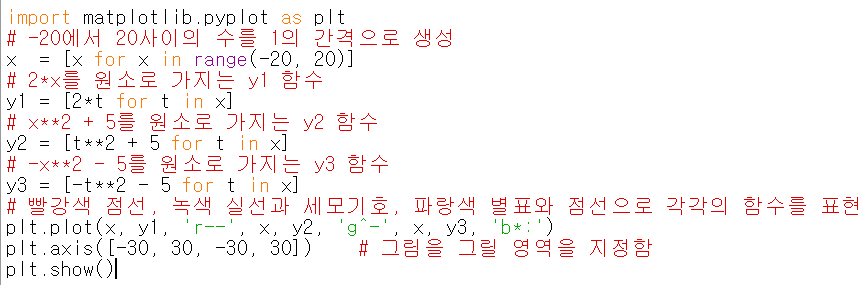 import matplotlib.pyplot as plt
# -20에서 20사이의 수를 1의 간격으로 생성
x  = [x for x in range(-20, 20)]
# 2*x를 원소로 가지는 y1 함수
y1 = [2*t for t in x]
# x**2 + 5를 원소로 가지는 y2 함수
y2 = [t**2 + 5 for t in x]
# -x**2 - 5를 원소로 가지는 y3 함수
y3 = [-t**2 - 5 for t in x]
# 빨강색 점선, 녹색 실선과 세모기호, 파랑색 별표와 점선으로 각각의 함수를 표현
plt.plot(x, y1, 'r--', x, y2, 'g^-', x, y3, 'b*:')
plt.axis([-30, 30, -30, 30])    # 그림을 그릴 영역을 지정함
plt.show()